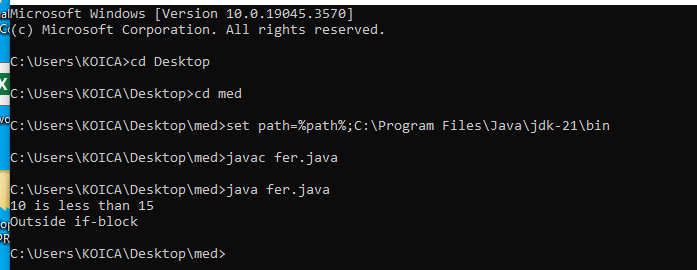 Microsoft Windows [Version 10.0.19045.3570]
(c) Microsoft Corporation. All rights reserved.
C:\Users\KOICA>cd Desktop
C:\Users\KOICA\Desktop>cd med
C:\Users\KOICA\Desktop\med>set path=%path%;C:\Program Files\Java\jdk-21\bin
C:\Users\KOICA\Desktop\med>javac fer.java
C:\Users\KOICA\Desktop\med>java fer.java
10 is less than 15
Outside if-block
C:\Users\KOICA\Desktop\med>